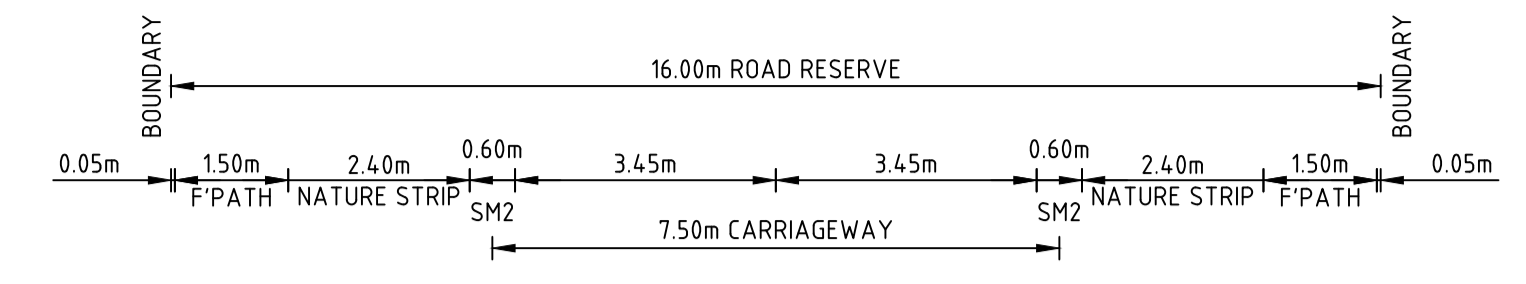 BOUNDARY
16.00m ROAD RESERVE
BOUNDARY
0.05m 1.50m 2.40m 0.60m 3.45m 3.45m 0.60m 2.40m 1.50m 0.05m
F'PATH NATURE STRIP SM2 SM2 NATURE STRIP F'PATH
7.50m CARRIAGEWAY